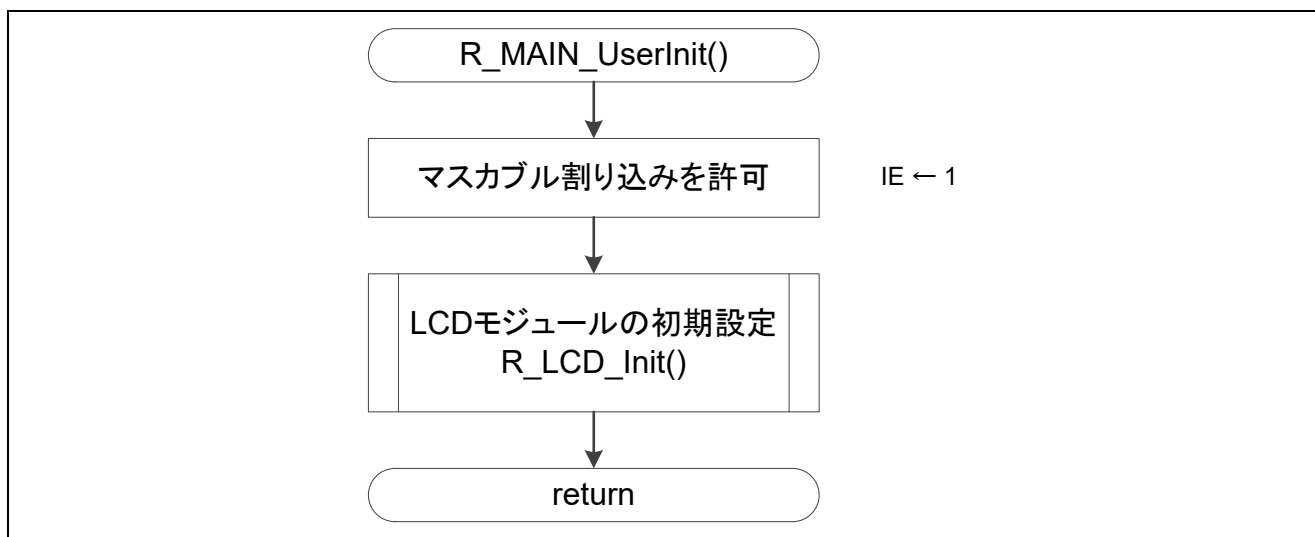 R_MAIN_UserInit()
マスカブル割り込みを許可
IE ← 1
LCDモジュールの初期設定
R_LCD_Init()
return